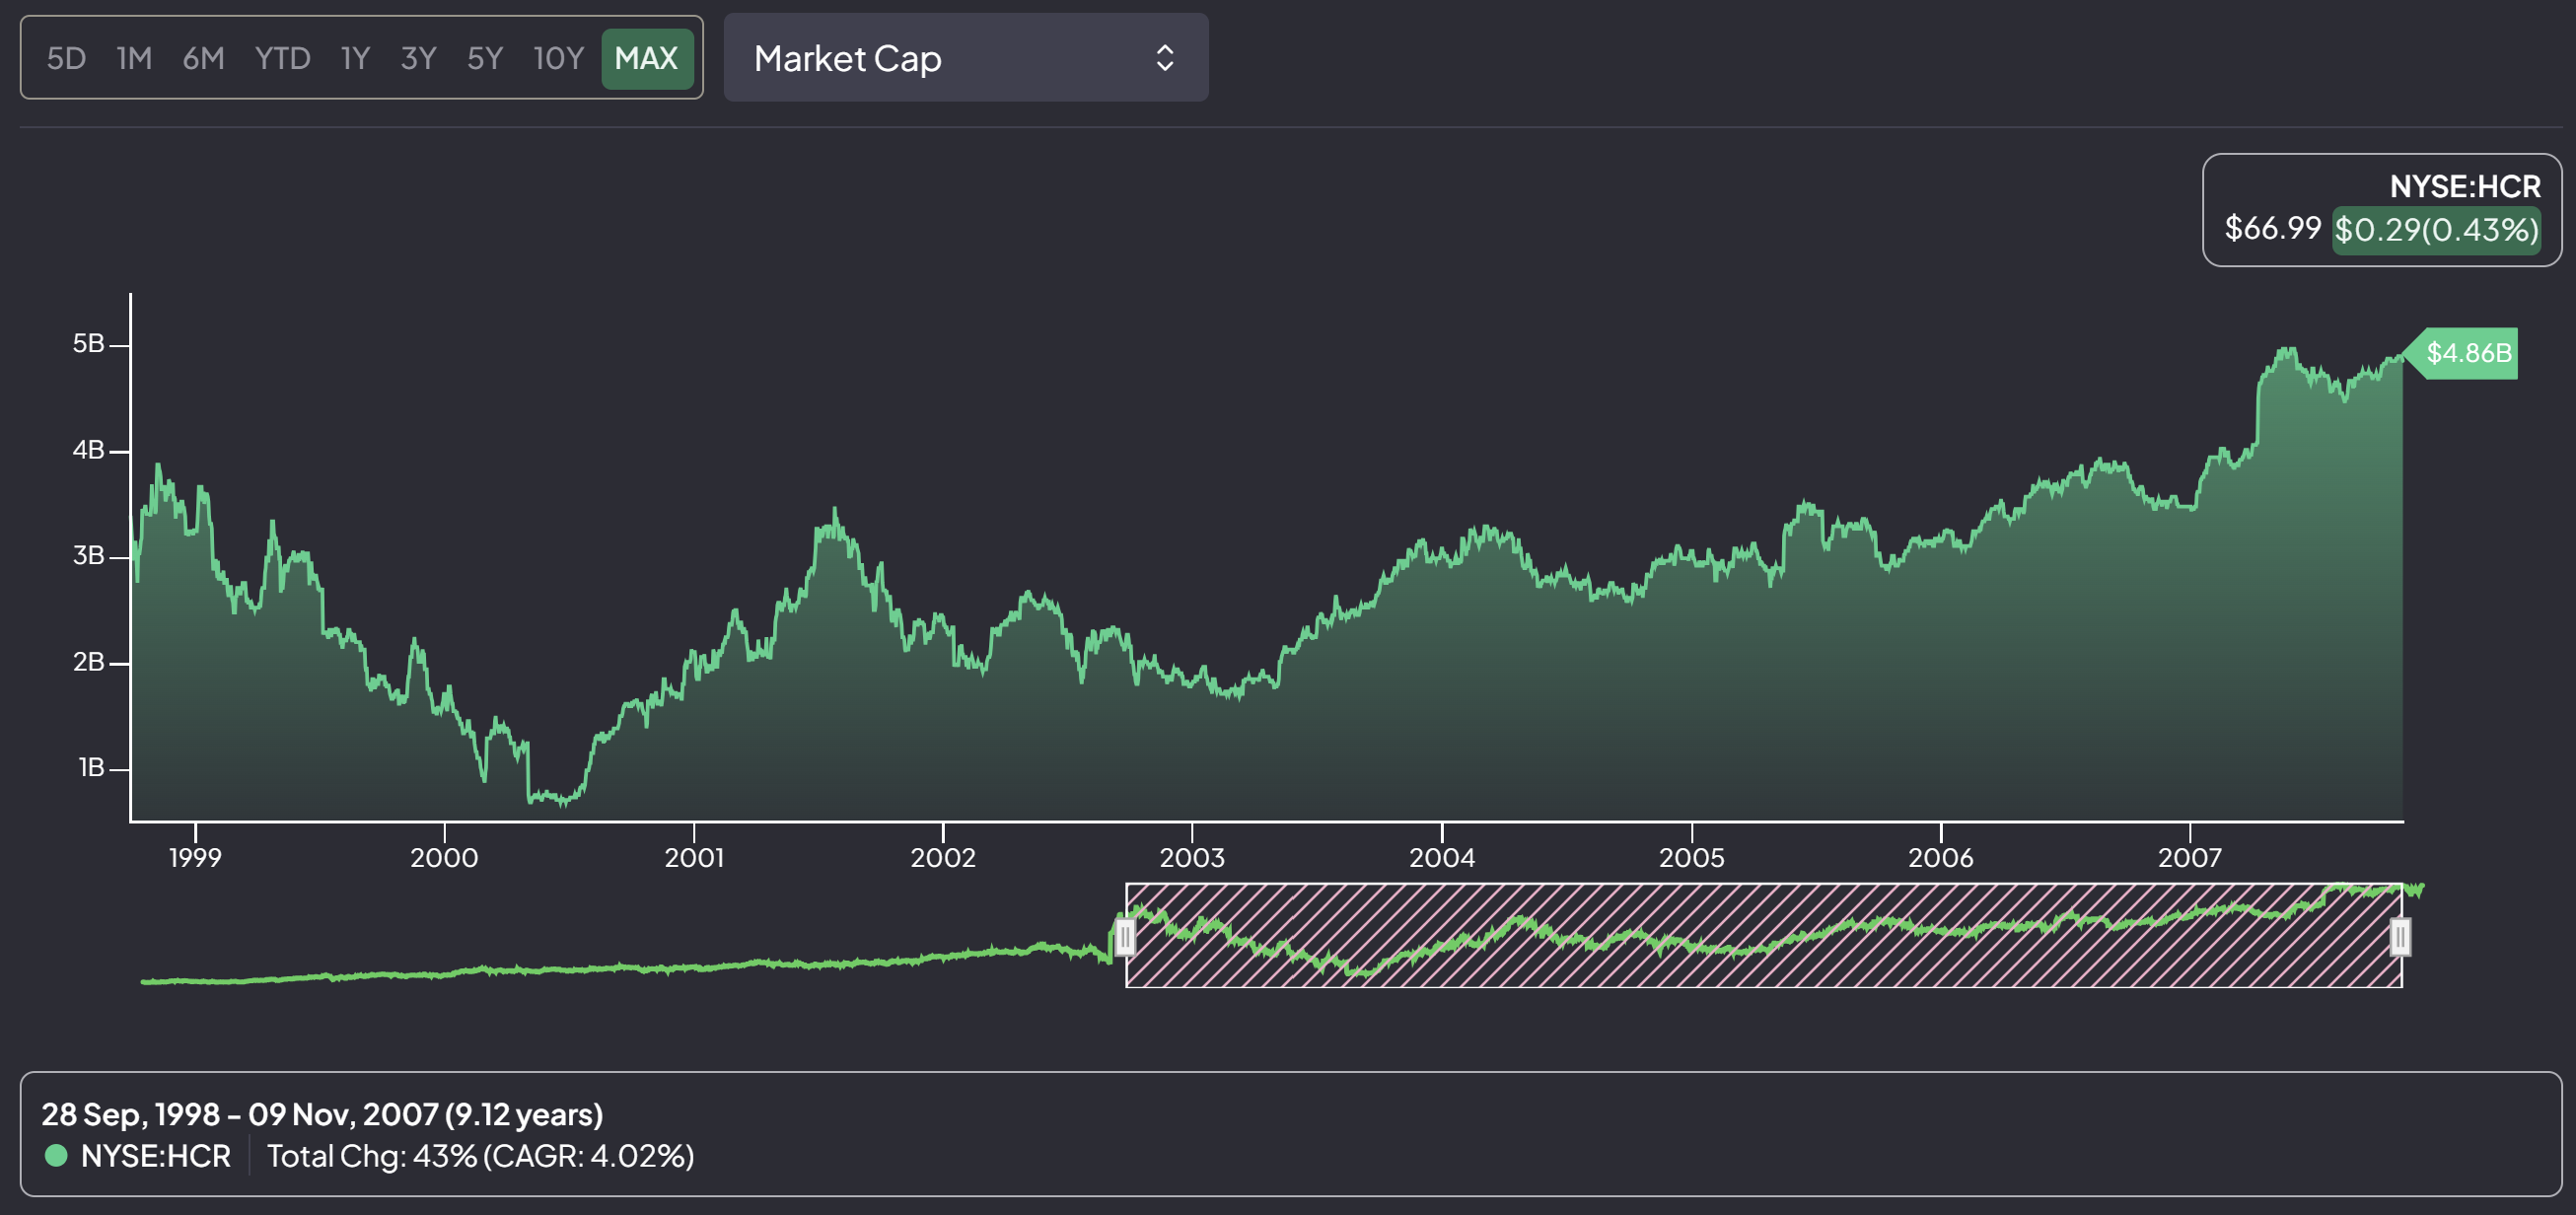 5D 1M 6M YTD 1Y 3Y 5Y 10Y MAX
Market Cap
NYSE:HCR
$66.99 $0.29(0.43%)
5B
4B
3B
2B
1B
$4.86B
1999 2000 2001 2002 2003 2004 2005 2006 2007
28 Sep, 1998 - 09 Nov, 2007 (9.12 years)
NYSE:HCR Total Chg: 43% (CAGR: 4.02%)